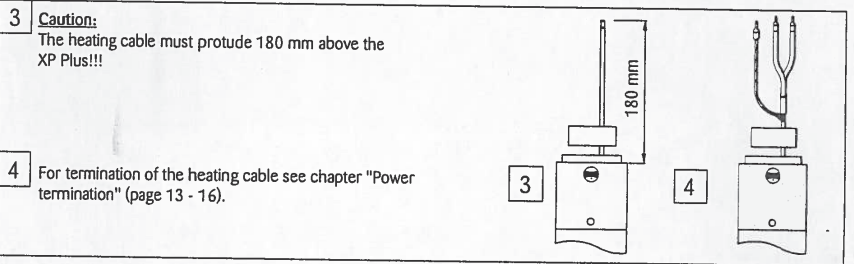 3 Caution:
The heating cable must protude 180 mm above the
XP Plus!!!
4 For termination of the heating cable see chapter "Power
termination" (page 13 - 16).
180 mm
3
4